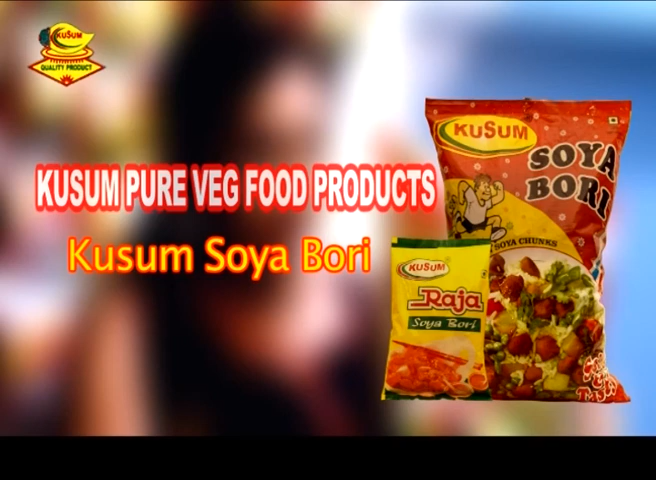 KUSUM
QUALITY PRODUCT
KUSUM PURE VEG FOOD PRODUCTS
Kusum Soya Bori
KUSUM
SOYA
BORI
SOYA CHUNKS
KUSUM
Raja
Soya Bori